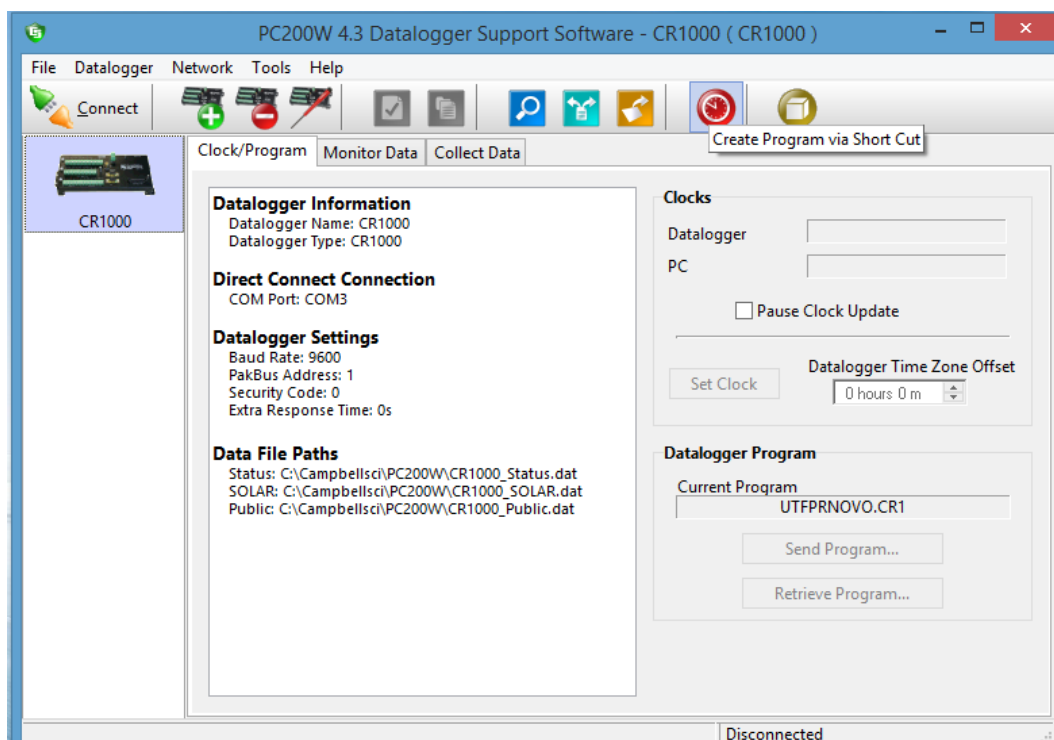 PC200W 4.3 Datalogger Support Software - CR1000 ( CR1000 )
File Datalogger Network Tools Help
Connect
Create Program via Short Cut
CR1000
Clock/Program Monitor Data Collect Data
Datalogger Information
Datalogger Name: CR1000
Datalogger Type: CR1000
Direct Connect Connection
COM Port: COM3
Datalogger Settings
Baud Rate: 9600
PakBus Address: 1
Security Code: 0
Extra Response Time: 0s
Data File Paths
Status: C:\Campbellsci\PC200W\CR1000_Status.dat
SOLAR: C:\Campbellsci\PC200W\CR1000_SOLAR.dat
Public: C:\Campbellsci\PC200W\CR1000_Public.dat
Clocks
Datalogger
PC
Pause Clock Update
Set Clock
Datalogger Time Zone Offset
0 hours 0 m
Datalogger Program
Current Program
UTFPRNOVO.CR1
Send Program...
Retrieve Program...
Disconnected